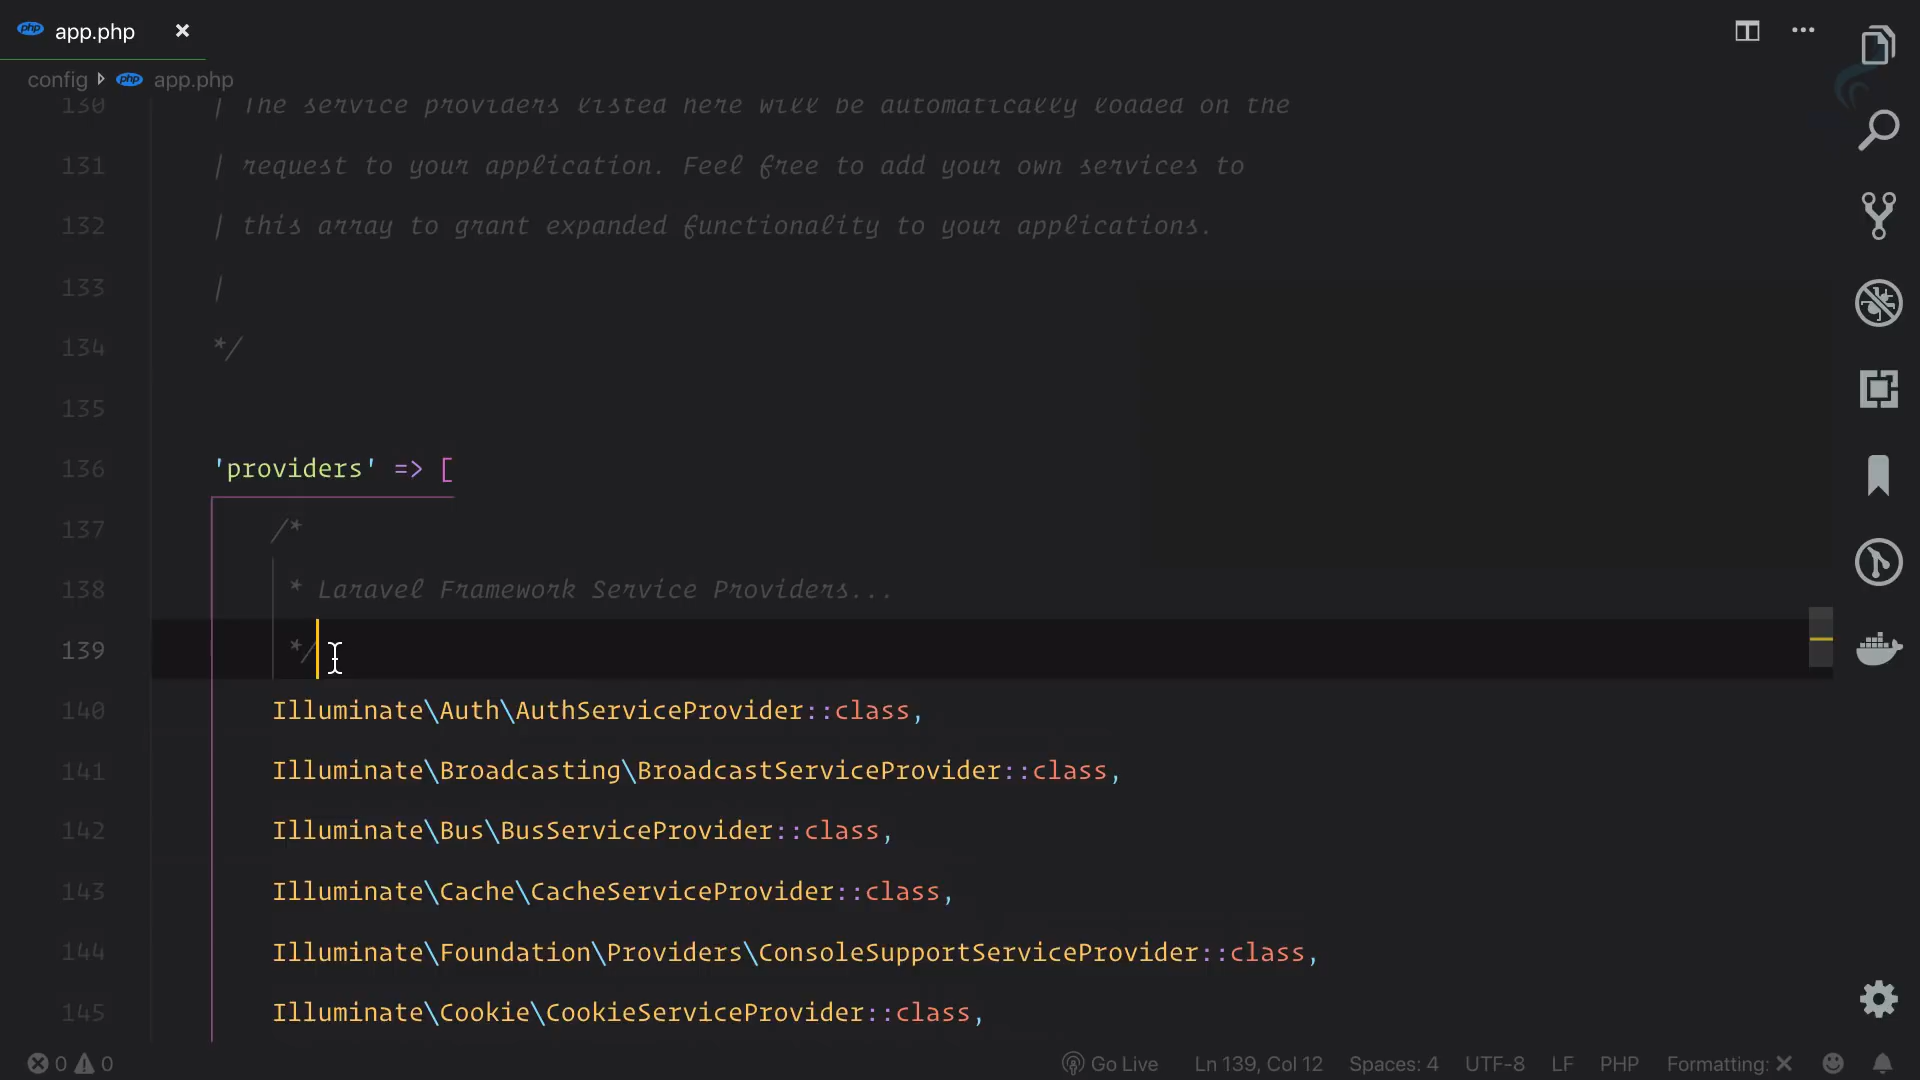 php app.php ×
config php app.php
130 | The service providers listed here will be automatically loaded on the
131 | request to your application. Feel free to add your own services to
132 | this array to grant expanded functionality to your applications.
133 |
134 */
135
136 'providers' => [
137 /*
138 * Laravel Framework Service Providers...
139 */
140 Illuminate\Auth\AuthServiceProvider::class,
141 Illuminate\Broadcasting\BroadcastServiceProvider::class,
142 Illuminate\Bus\BusServiceProvider::class,
143 Illuminate\Cache\CacheServiceProvider::class,
144 Illuminate\Foundation\Providers\ConsoleSupportServiceProvider::class,
145 Illuminate\Cookie\CookieServiceProvider::class,
0 0 Go Live Ln 139, Col 12 Spaces: 4 UTF-8 LF PHP Formatting: ×